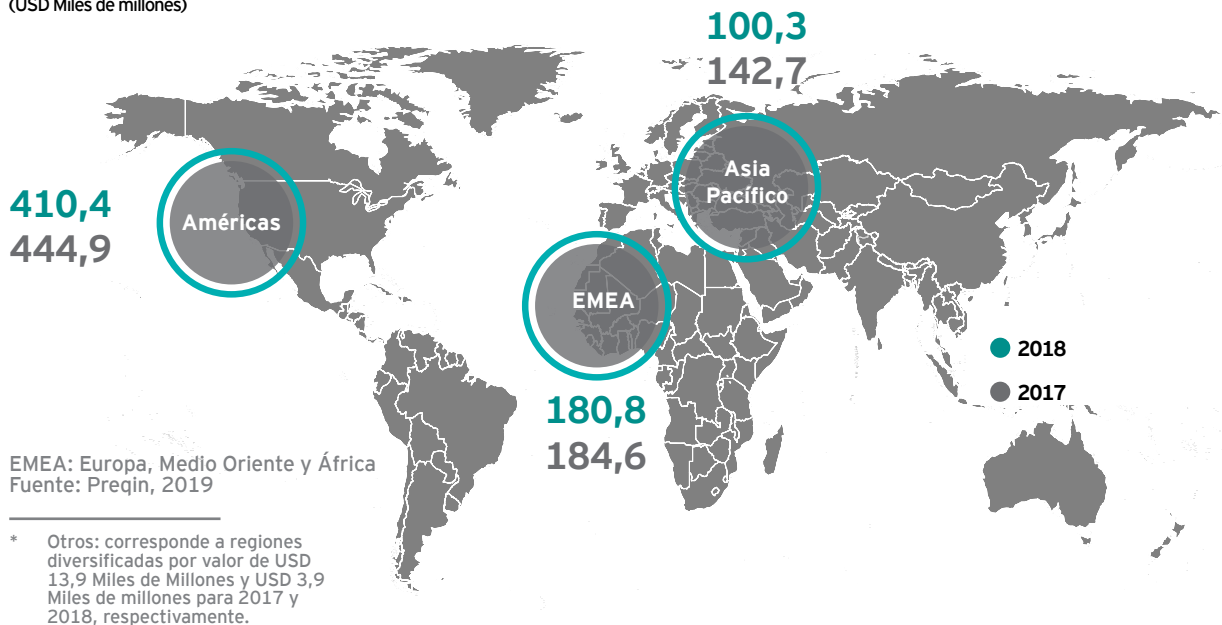 (USD Miles de millones)
100,3
142,7
Asia
Pacífico
410,4
444,9
Américas
EMEA
2018
2017
180,8
184,6
EMEA: Europa, Medio Oriente y África
Fuente: Preqin, 2019
* Otros: corresponde a regiones
diversificadas por valor de USD
13,9 Miles de Millones y USD 3,9
Miles de millones para 2017 y
2018, respectivamente.